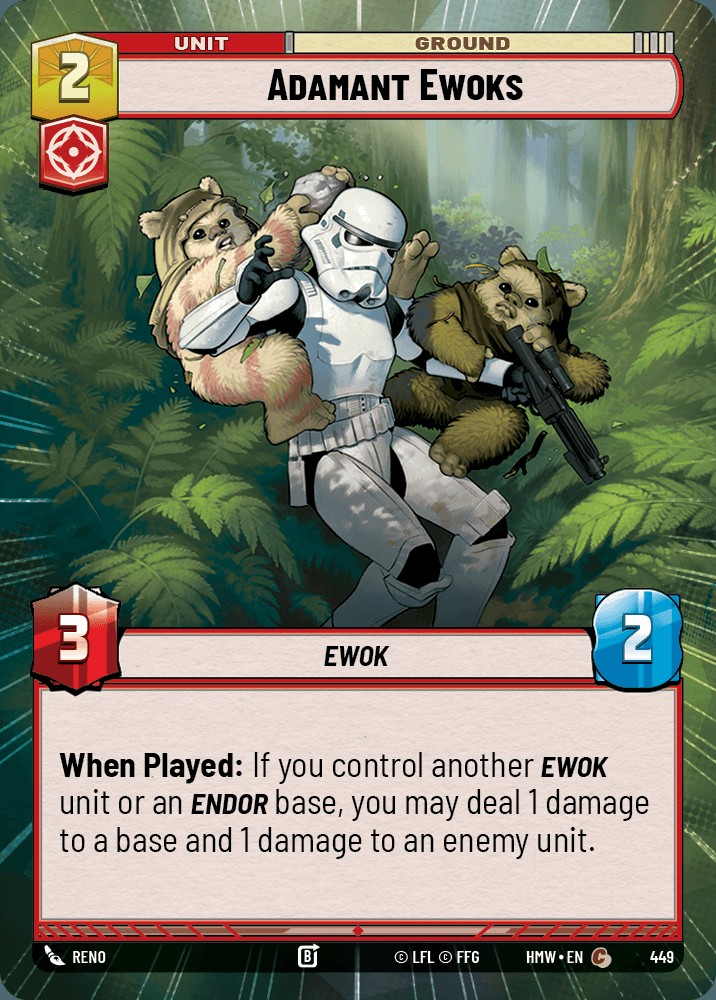 UNIT
GROUND
2
ADAMANT EWOKS
3
EWOK
2
When Played: If you control another EWOK
unit or an ENDOR base, you may deal 1 damage
to a base and 1 damage to an enemy unit.
RENO
B
© LFL © FFG
HMW • EN
C
449